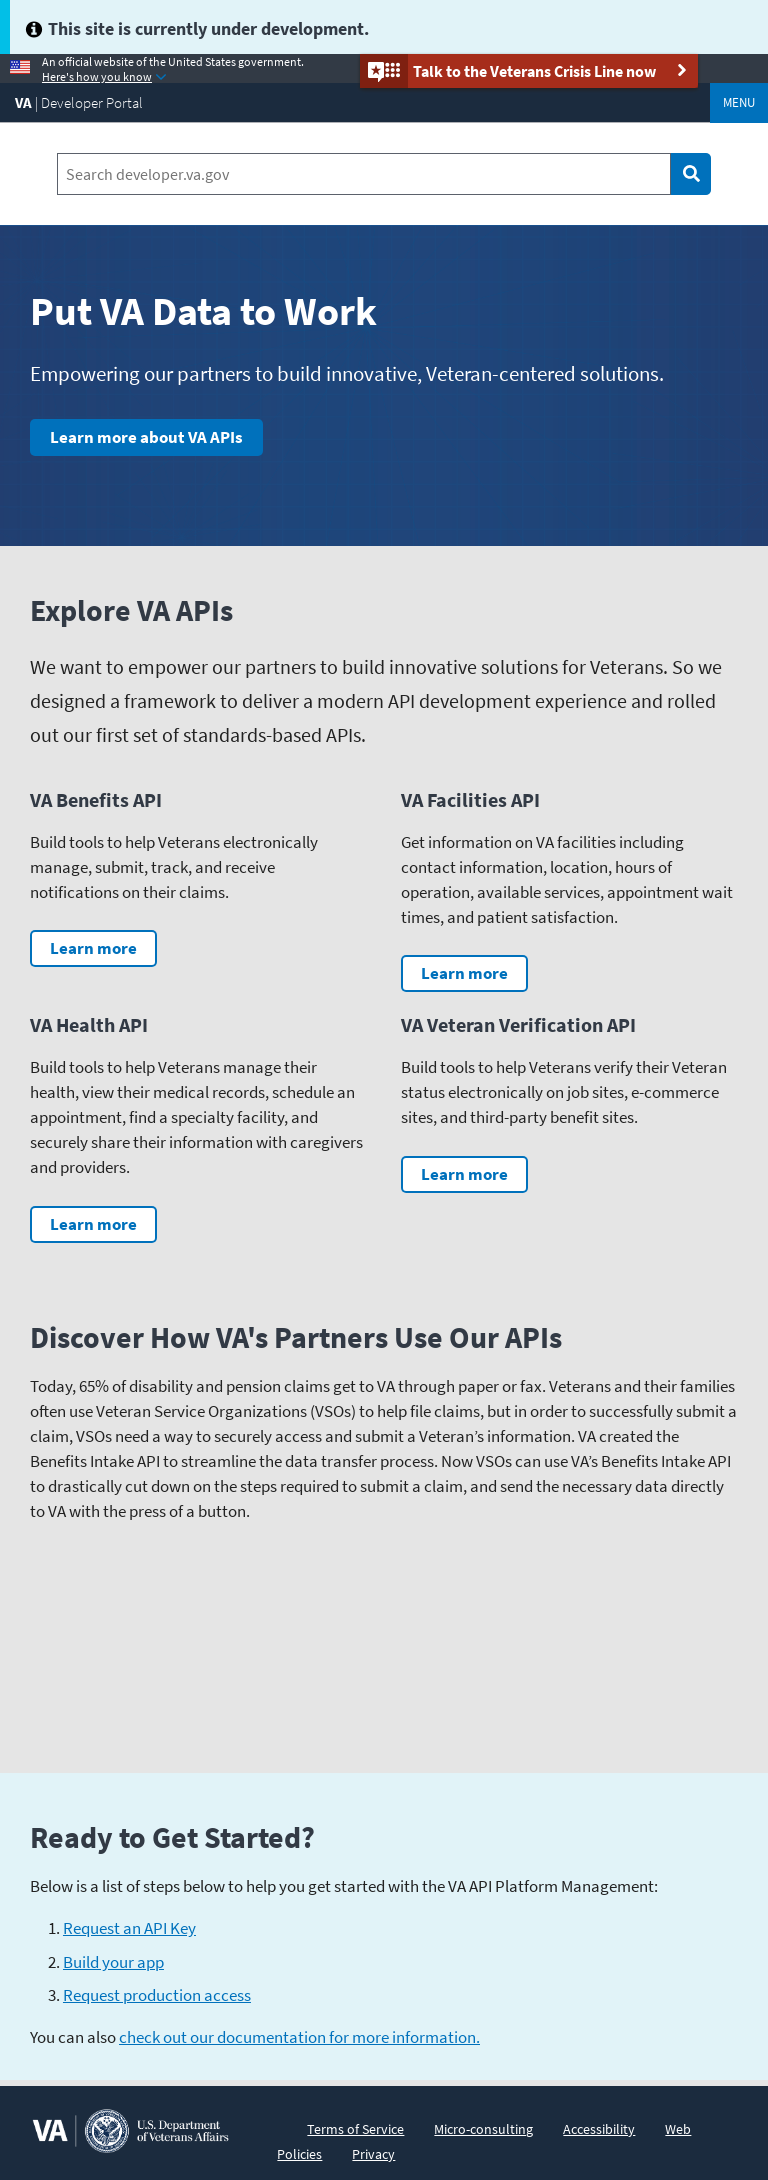 This site is currently under development.
An official website of the United States government.
Here's how you know
Talk to the Veterans Crisis Line now
VA | Developer Portal
MENU
Search developer.va.gov
Put VA Data to Work
Empowering our partners to build innovative, Veteran-centered solutions.
Learn more about VA APIs
Explore VA APIs
We want to empower our partners to build innovative solutions for Veterans. So we
designed a framework to deliver a modern API development experience and rolled
out our first set of standards-based APIs.
VA Benefits API
Build tools to help Veterans electronically
manage, submit, track, and receive
notifications on their claims.
Learn more
VA Facilities API
Get information on VA facilities including
contact information, location, hours of
operation, available services, appointment wait
times, and patient satisfaction.
Learn more
VA Health API
Build tools to help Veterans manage their
health, view their medical records, schedule an
appointment, find a specialty facility, and
securely share their information with caregivers
and providers.
Learn more
VA Veteran Verification API
Build tools to help Veterans verify their Veteran
status electronically on job sites, e-commerce
sites, and third-party benefit sites.
Learn more
Discover How VA's Partners Use Our APIs
Today, 65% of disability and pension claims get to VA through paper or fax. Veterans and their families
often use Veteran Service Organizations (VSOs) to help file claims, but in order to successfully submit a
claim, VSOs need a way to securely access and submit a Veteran’s information. VA created the
Benefits Intake API to streamline the data transfer process. Now VSOs can use VA’s Benefits Intake API
to drastically cut down on the steps required to submit a claim, and send the necessary data directly
to VA with the press of a button.
Ready to Get Started?
Below is a list of steps below to help you get started with the VA API Platform Management:
1. Request an API Key
2. Build your app
3. Request production access
You can also check out our documentation for more information.
VA
U.S. Department
of Veterans Affairs
Terms of Service Micro-consulting Accessibility Web
Policies Privacy